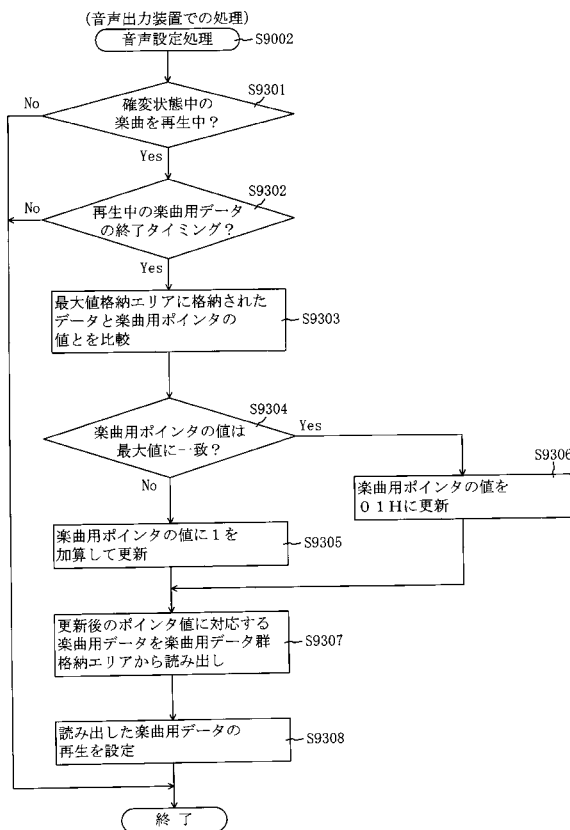 (音声出力装置での処理)
音声設定処理
S9002
S9301
No
確変状態中の
楽曲を再生中?
Yes
S9302
No
再生中の楽曲用データ
の終了タイミング?
Yes
最大値格納エリアに格納された
データと楽曲用ポインタの
値とを比較
S9303
S9304
楽曲用ポインタの値は
最大値に一致?
Yes
S9306
No
楽曲用ポインタの値を
01Hに更新
楽曲用ポインタの値に1を
加算して更新
S9305
更新後のポインタ値に対応する
楽曲用データを楽曲用データ群
格納エリアから読み出し
S9307
読み出した楽曲用データの
再生を設定
S9308
終了